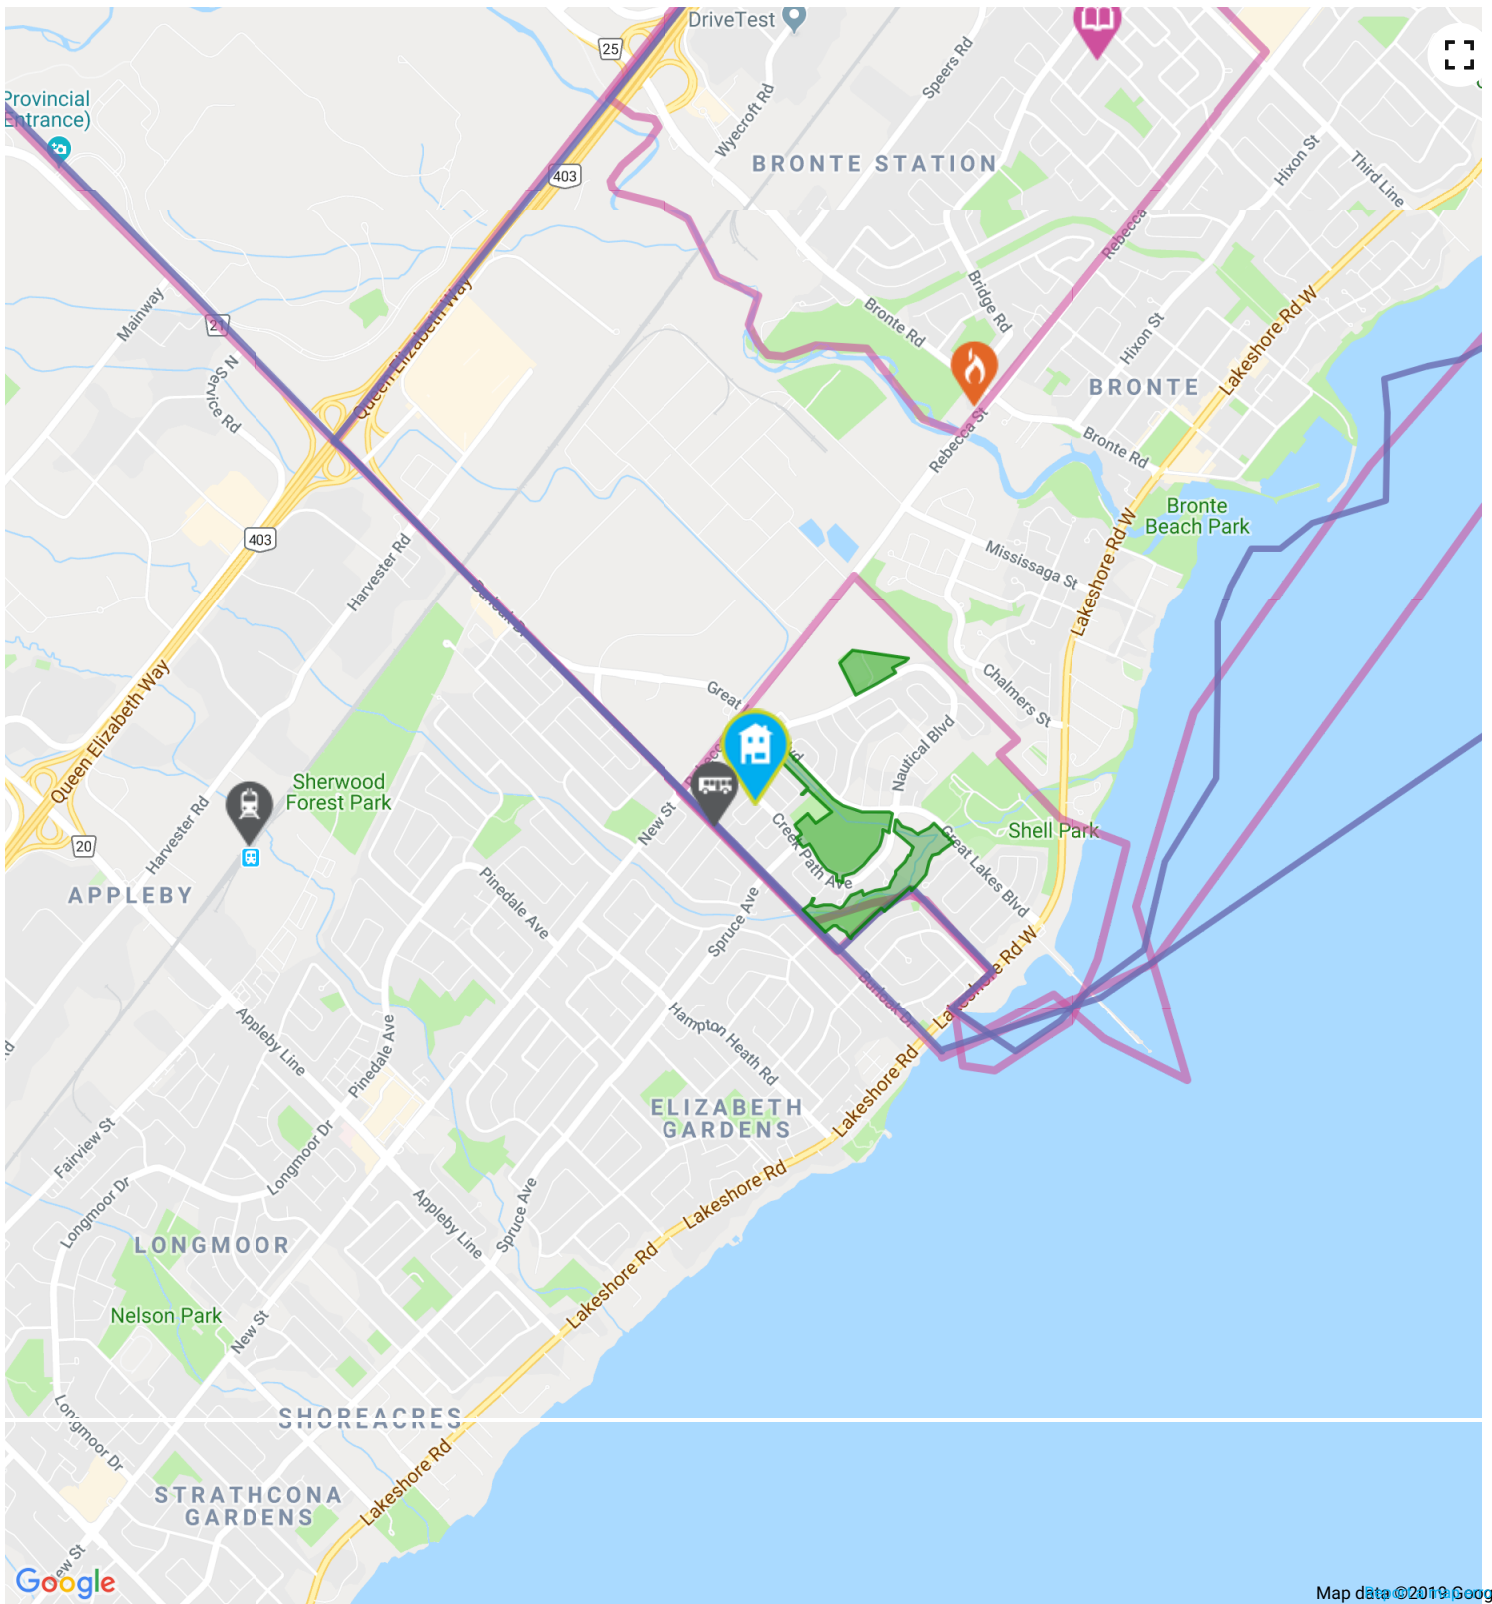 DriveTest
25
Speers Rd
Provincial
Entrance)
Wyecroft Rd
BRONTE STATION
403
Hixon St
Third Line
Rebecca
Mainway
21
Queen Elizabeth Way
Bridge Rd
Bronte Rd
Hixon St
Lakeshore Rd W
N Service Rd
BRONTE
Rebecca St
Bronte Rd
Bronte
Beach Park
403
Harvester Rd
Mississaga St
Lakeshore Rd W
Burloak Dr
Queen Elizabeth Way
Great
Chalmers St
Nautical Blvd
Sherwood
Forest Park
New St
Harvester Rd
20
Shell Park
Creek Path Ave
Great Lakes Blvd
APPLEBY
Pinedale Ave
Spruce Ave
Lakeshore Rd W
Burloak Dr
Appleby Line
Hampton Heath Rd
Pinedale Ave
Lakeshore Rd
ELIZABETH
GARDENS
Fairview St
Longmoor Dr
Longmoor Dr
Appleby Line
Spruce Ave
Lakeshore Rd
LONGMOOR
Lakeshore Rd
Nelson Park
New St
SHOREACRES
Longmoor Dr
Lakeshore Rd
STRATHCONA
GARDENS
Google
Map data ©2019 Goog